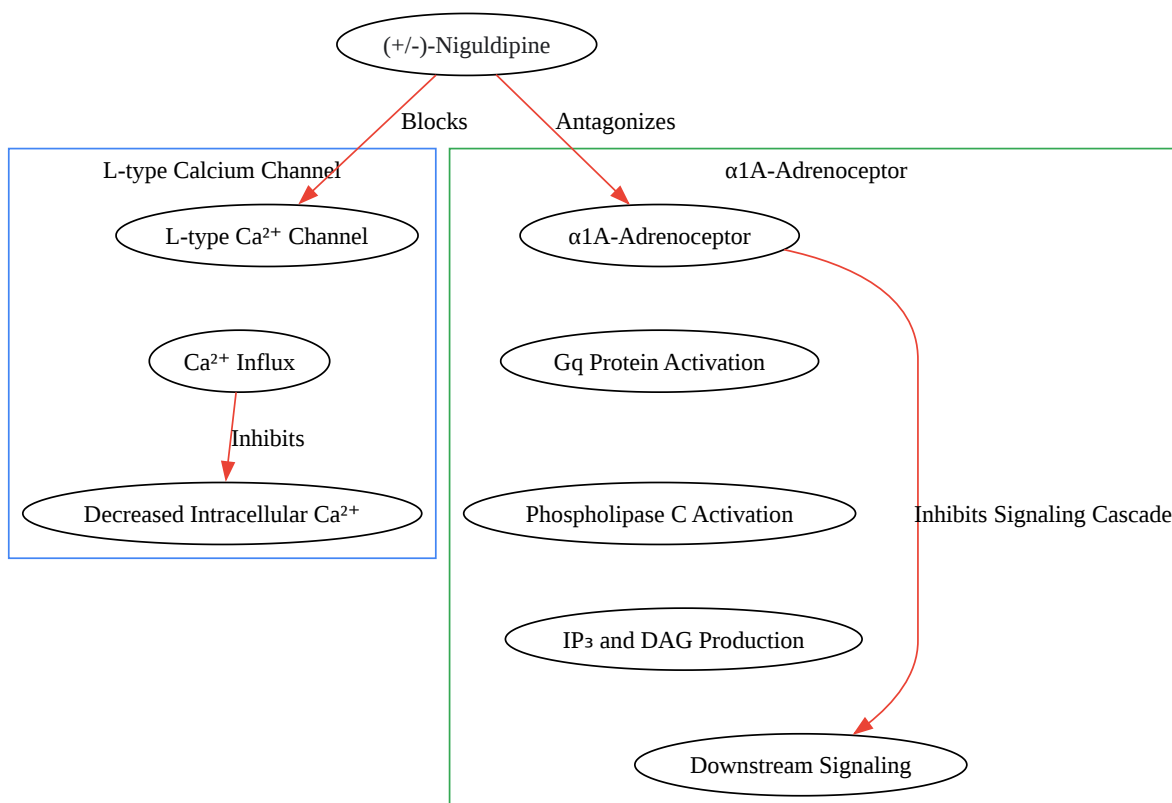 (+/-)-Niguldipine
Blocks
Antagonizes
L-type Calcium Channel
α1A-Adrenoceptor
L-type Ca²⁺ Channel
α1A-Adrenoceptor
Ca²⁺ Influx
Gq Protein Activation
Inhibits
Decreased Intracellular Ca²⁺
Phospholipase C Activation
Inhibits Signaling Cascade
IP₃ and DAG Production
Downstream Signaling